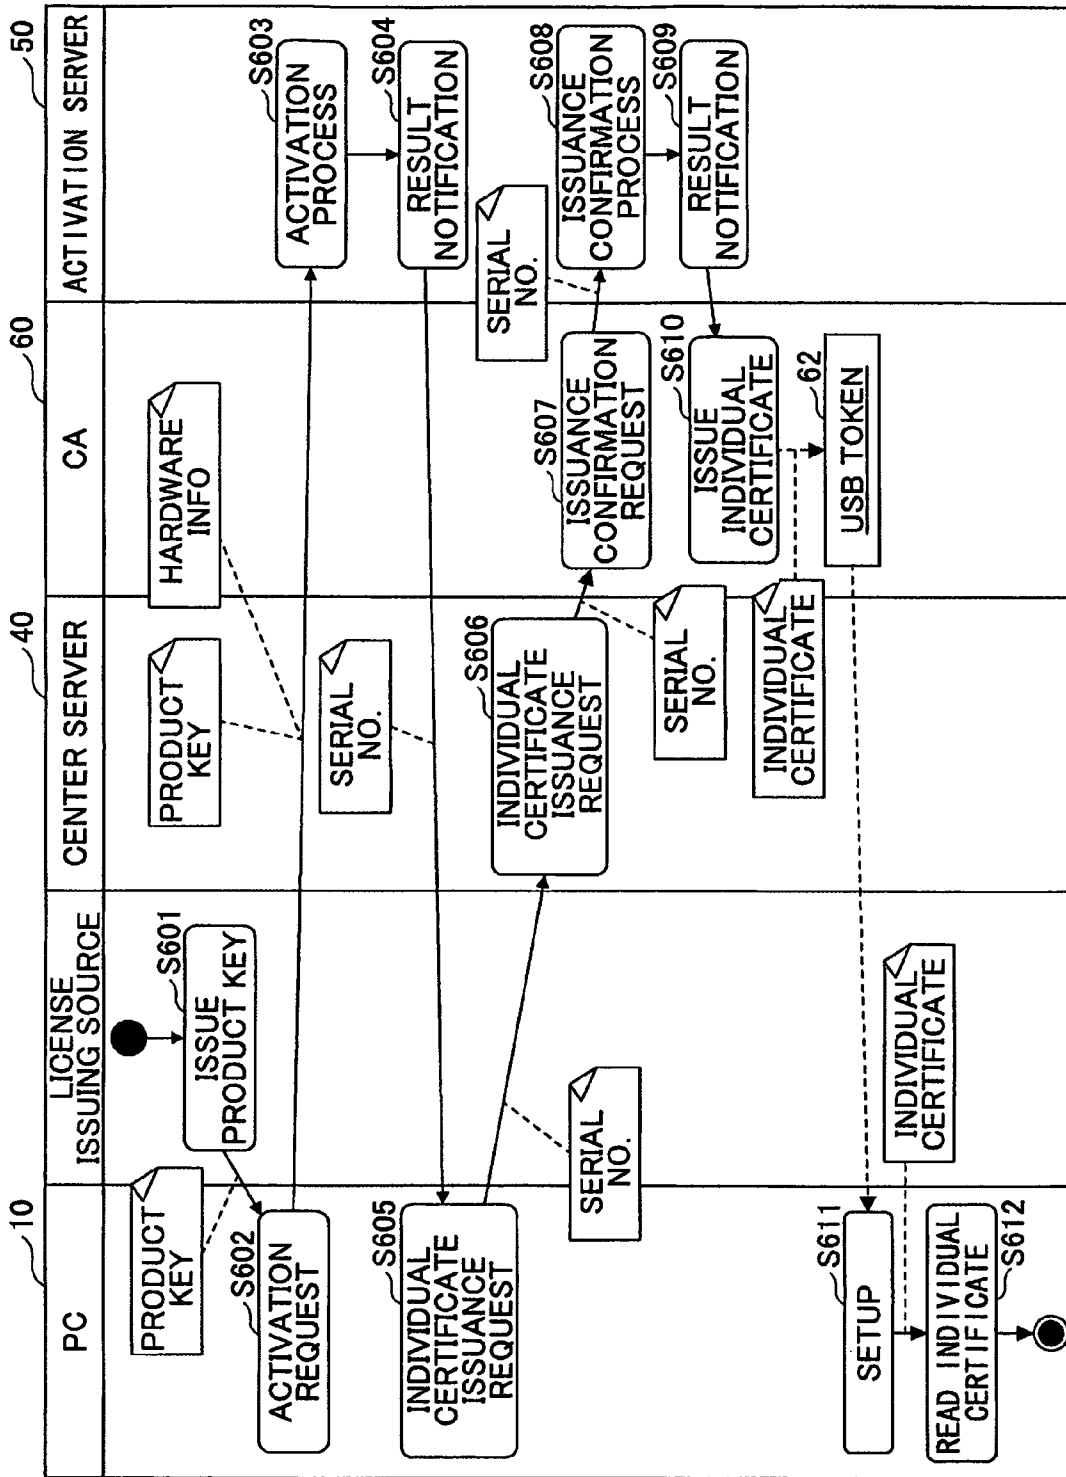 10
40
60
50
PC
LICENSE
ISSUING SOURCE
CENTER SERVER
CA
ACTIVATION SERVER
PRODUCT
KEY
S601
ISSUE
PRODUCT KEY
PRODUCT
KEY
HARDWARE
INFO
S602
ACTIVATION
REQUEST
S603
ACTIVATION
PROCESS
SERIAL
NO.
S604
RESULT
NOTIFICATION
S605
INDIVIDUAL
CERTIFICATE
ISSUANCE
REQUEST
SERIAL
NO.
S606
INDIVIDUAL
CERTIFICATE
ISSUANCE
REQUEST
SERIAL
NO.
S607
ISSUANCE
CONFIRMATION
REQUEST
SERIAL
NO.
S608
ISSUANCE
CONFIRMATION
PROCESS
S609
RESULT
NOTIFICATION
S610
ISSUE
INDIVIDUAL
CERTIFICATE
INDIVIDUAL
CERTIFICATE
62
USB TOKEN
S611
SETUP
INDIVIDUAL
CERTIFICATE
READ INDIVIDUAL
CERTIFICATE
S612